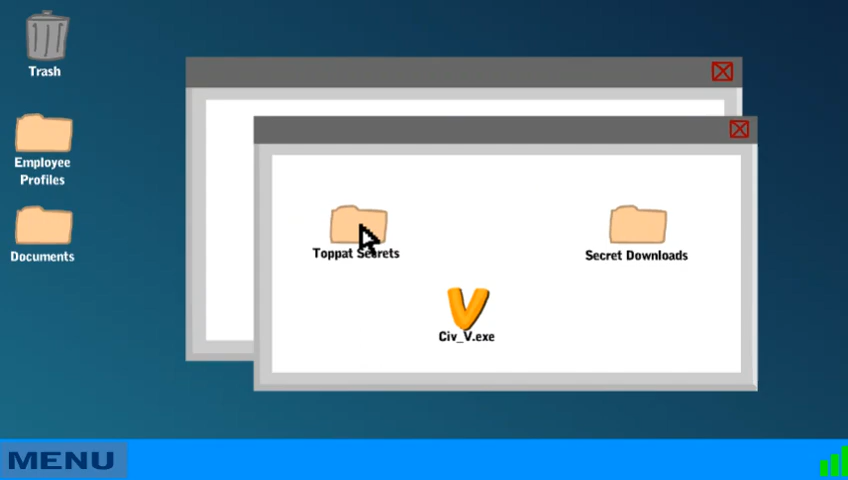 Trash
Employee
Profiles
Documents
Toppat Secrets
Secret Downloads
V
Civ_V.exe
MENU